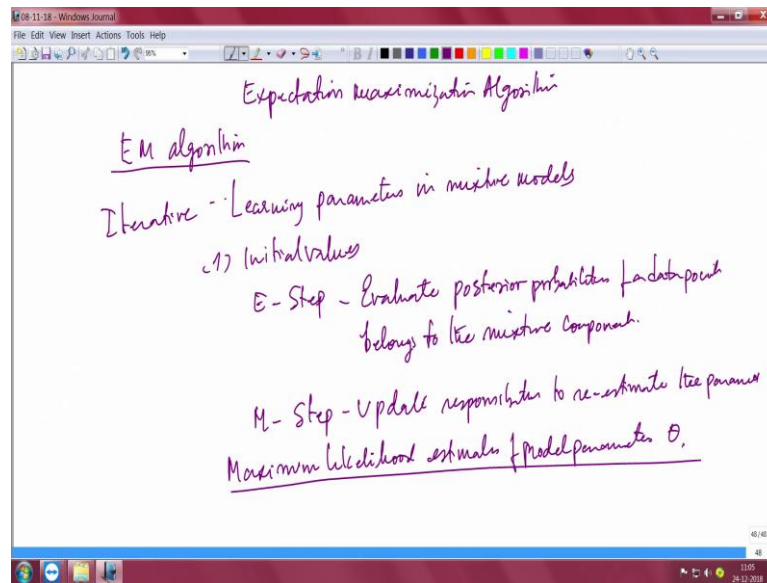 08-11-18 - Windows Journal
File Edit View Insert Actions Tools Help
Expectation Maximization Algorithm
EM algorithm
Iterative - Learning parameters in mixture models
(1) Initial values
E-Step - Evaluate posterior probabilities f a data point
belongs to the mixture component.
M-Step - Update responsibilities to re-estimate the parameter
Maximum likelihood estimates f model parameters θ.
48/48
48
11:05
24-12-2018